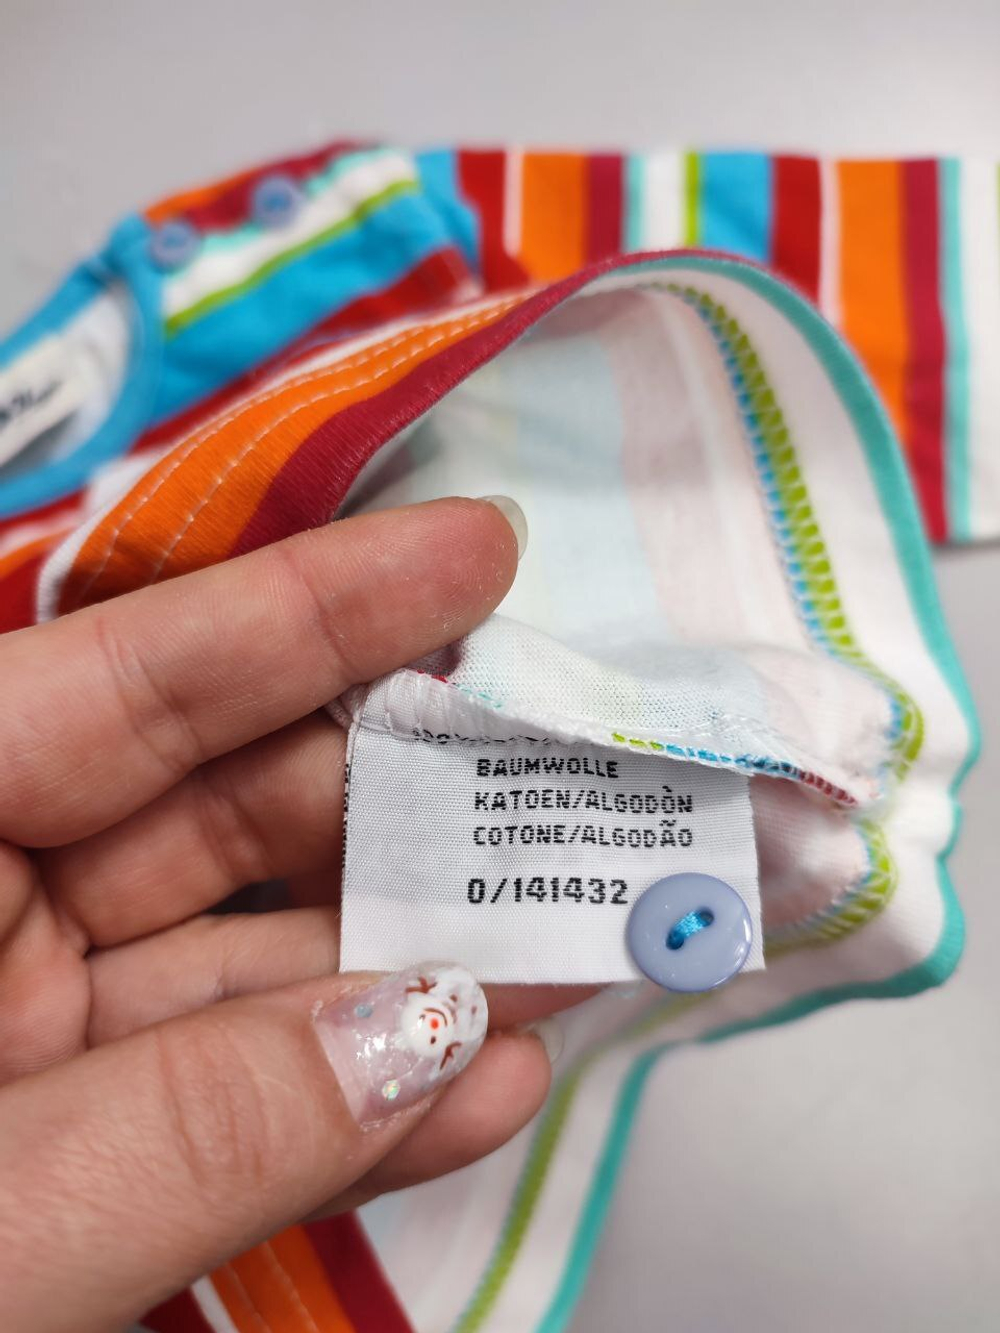 BAUMWOLLE
KATOEN/ALGODÒN
COTONE/ALGODÃO
0/141432